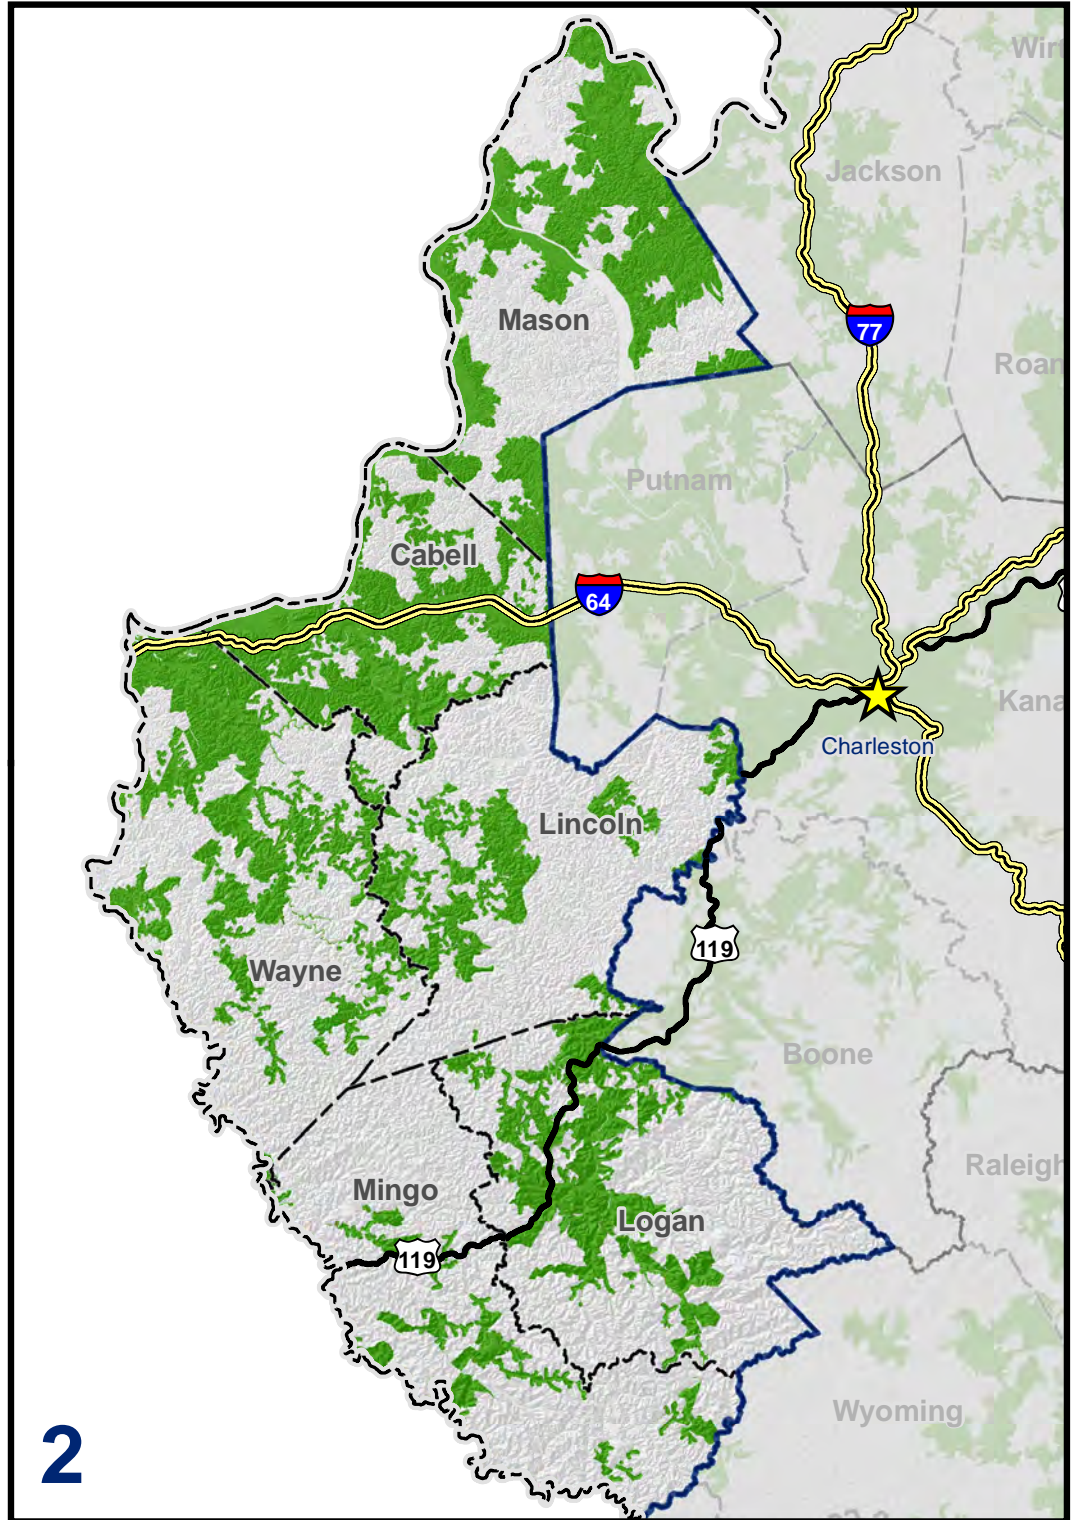 Wirt
Jackson
77
Mason
Roan
Putnam
Cabell
64
Kana
Charleston
Lincoln
119
Wayne
Boone
Raleigh
Mingo
Logan
119
Wyoming
2